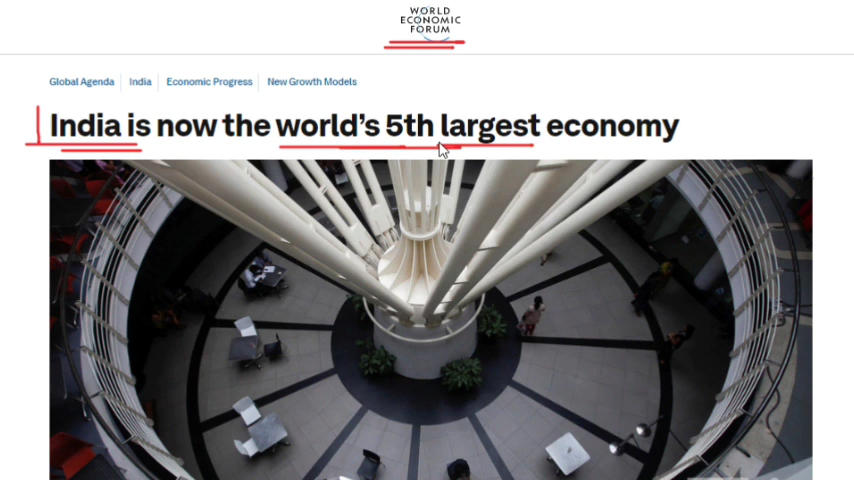 WORLD
ECONOMIC
FORUM
Global Agenda India Economic Progress New Growth Models
India is now the world's 5th largest economy